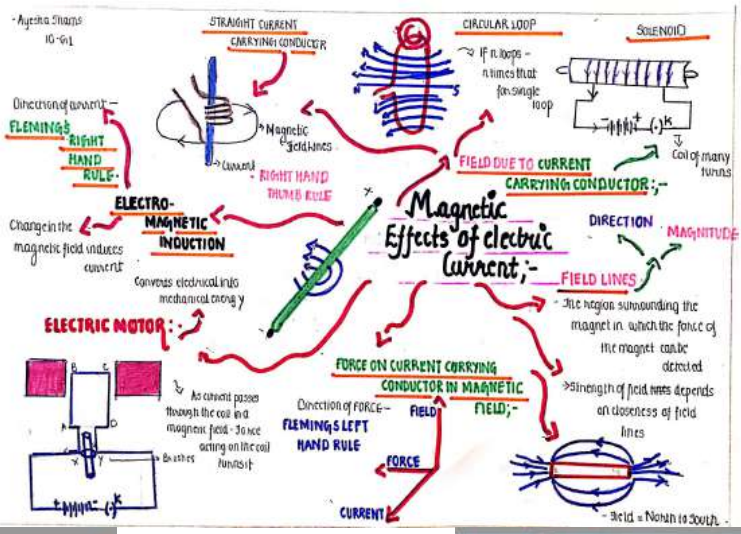 - Ayesha Shams
10-G1
STRAIGHT CURRENT
CARRYING CONDUCTOR
Magnetic
field lines
Current
RIGHT HAND
THUMB RULE
CIRCULAR LOOP
IF n loops -
n times that
for single
loop
N
S
SOLENOID
- +
(·) K
Coil of many
turns
FIELD DUE TO CURRENT
CARRYING CONDUCTOR:,-
Direction of current -
FLEMING'S
RIGHT
HAND
RULE.
ELECTRO-
MAGNETIC
INDUCTION
Change in the
magnetic field induces
current
Magnetic
Effects of electric
Current;-
X
DIRECTION
MAGNITUDE
FIELD LINES
- The region surrounding the
magnet in which the force of
the magnet can be
detected
Strength of field depends
on closeness of field
lines
- Field = North to South -
Converts electrical into
mechanical energy
ELECTRIC MOTOR:-
B C
A D
X Y
Brushes
+ -
(·) K
As current passes
through the coil in a
magnetic field - force
acting on the coil
turns it
FORCE ON CURRENT CARRYING
CONDUCTOR IN MAGNETIC
FIELD;-
Direction of FORCE-
FLEMINGS LEFT
HAND RULE
FIELD
FORCE
CURRENT